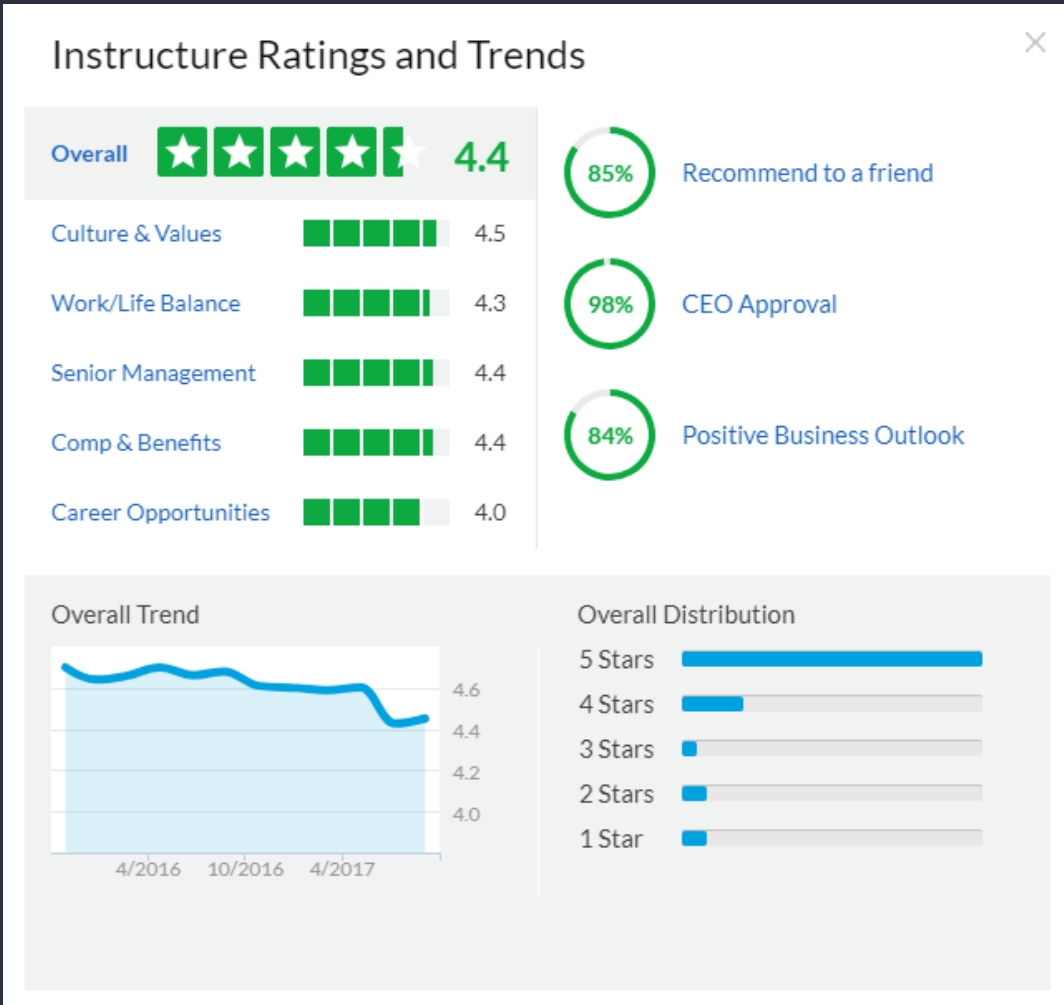 Instructure Ratings and Trends
Overall 4.4
Culture & Values 4.5
Work/Life Balance 4.3
Senior Management 4.4
Comp & Benefits 4.4
Career Opportunities 4.0
85% Recommend to a friend
98% CEO Approval
84% Positive Business Outlook
Overall Trend
4.6
4.4
4.2
4.0
4/2016 10/2016 4/2017
Overall Distribution
5 Stars
4 Stars
3 Stars
2 Stars
1 Star